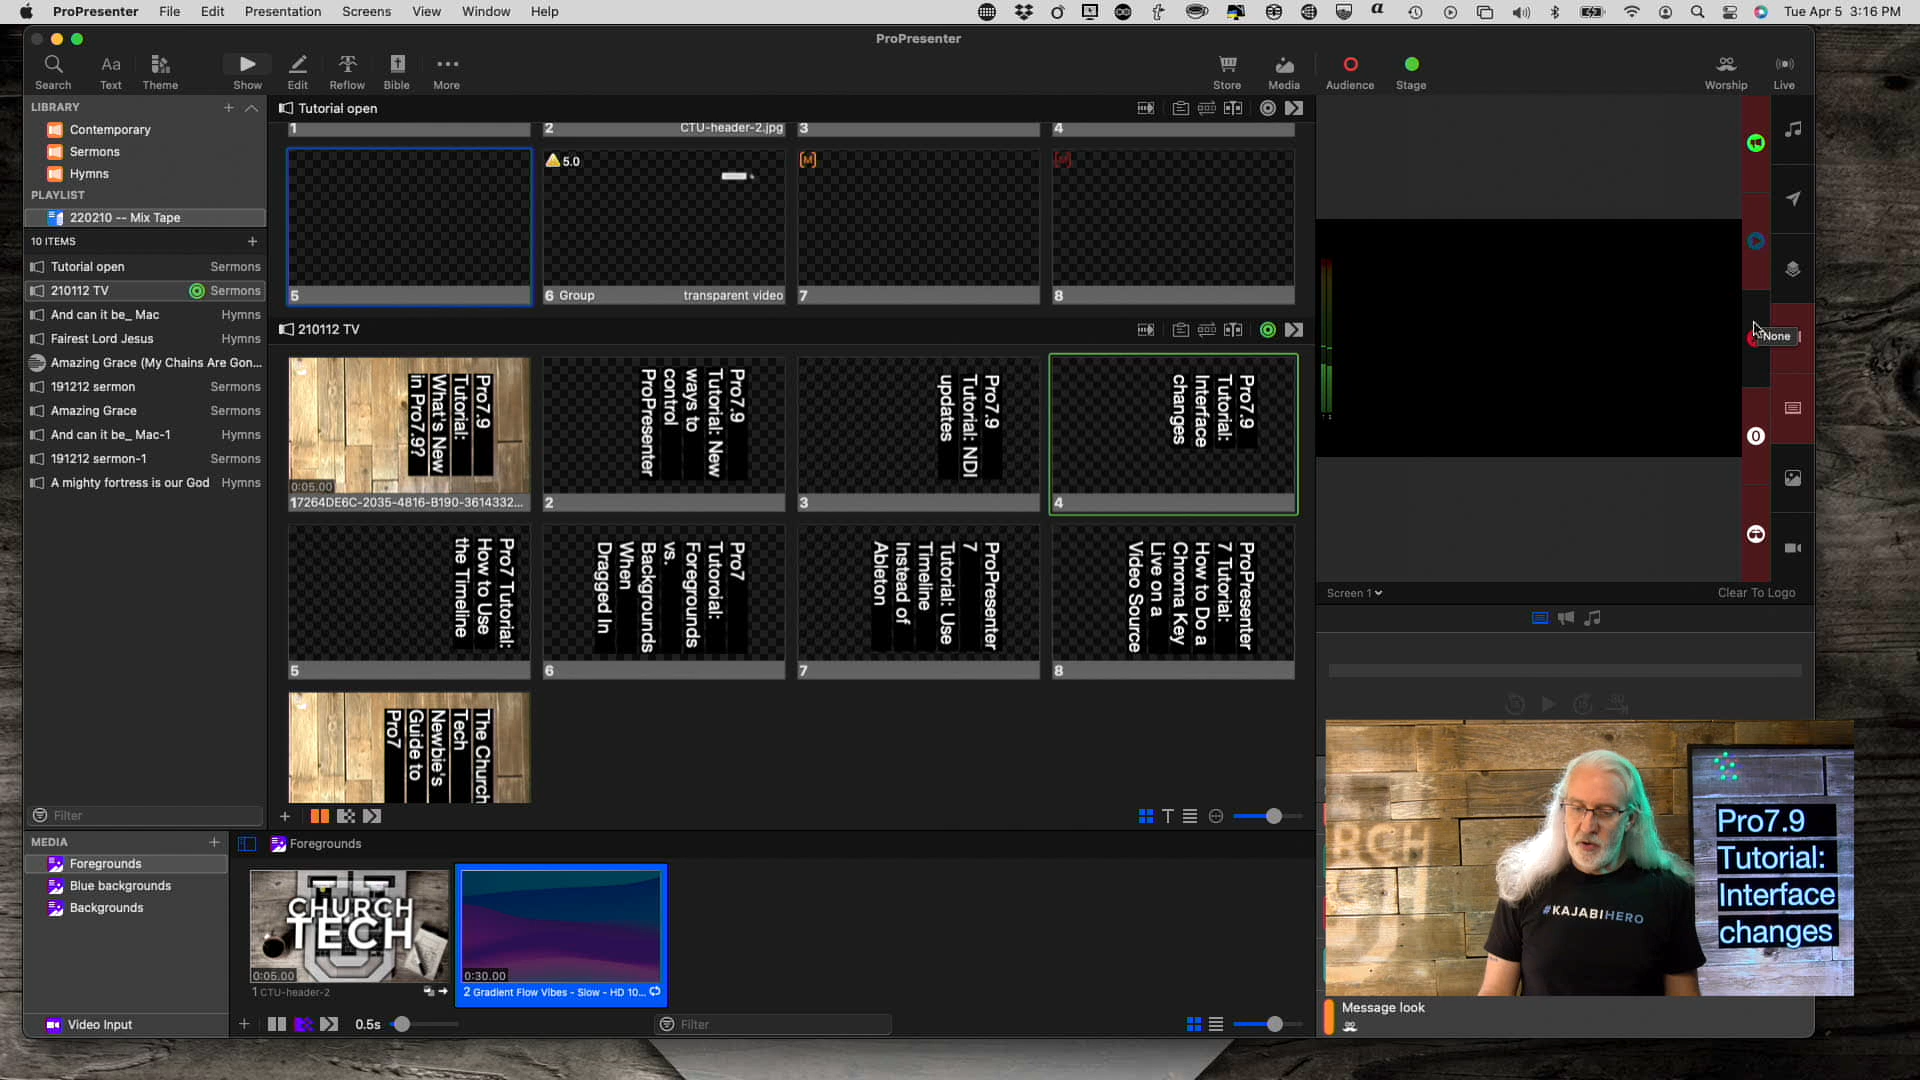 ProPresenter File Edit Presentation Screens View Window Help
Tue Apr 5 3:16 PM
ProPresenter
Search Text Theme Show Edit Reflow Bible More
Store Media Audience Stage Worship Live
LIBRARY
Contemporary
Sermons
Hymns
PLAYLIST
220210 -- Mix Tape
10 ITEMS
Tutorial open Sermons
210112 TV Sermons
And can it be_ Mac Hymns
Fairest Lord Jesus Hymns
Amazing Grace (My Chains Are Gon...
191212 sermon Sermons
Amazing Grace Hymns
And can it be_ Mac-1 Hymns
191212 sermon-1 Sermons
A mighty fortress is our God Hymns
Filter
Tutorial open
1
2 CTU-header-2.jpg
3
4
5
5.0
6 Group transparent video
[M]
7
[M]
8
210112 TV
Pro7.9
Tutorial:
What's New
in Pro7.9?
0:05.00
17264DE6C-2035-4816-B190-3614332...
Pro7.9
Tutorial: New
ways to
control
ProPresenter
2
Pro7.9
Tutorial: NDI
updates
3
Pro7.9
Tutorial:
Interface
changes
4
Pro7 Tutorial:
How to Use
the Timeline
5
Pro7
Tutoroial:
Foregrounds
vs.
Backgrounds
When
Dragged In
6
ProPresenter
7
Tutorial: Use
Timeline
Instead of
Ableton
7
ProPresenter
7 Tutorial:
How to Do a
Chroma Key
Live on a
Video Source
8
The Church
Tech
Newbie's
Guide to
Pro7
None
Screen 1
Clear To Logo
MEDIA
Foregrounds
Blue backgrounds
Backgrounds
Video Input
Foregrounds
CHURCH
TECH
0:05.00
1 CTU-header-2
0:30.00
2 Gradient Flow Vibes - Slow - HD 10...
0.5s
Filter
#KAJABIHERO
Pro7.9
Tutorial:
Interface
changes
Message look